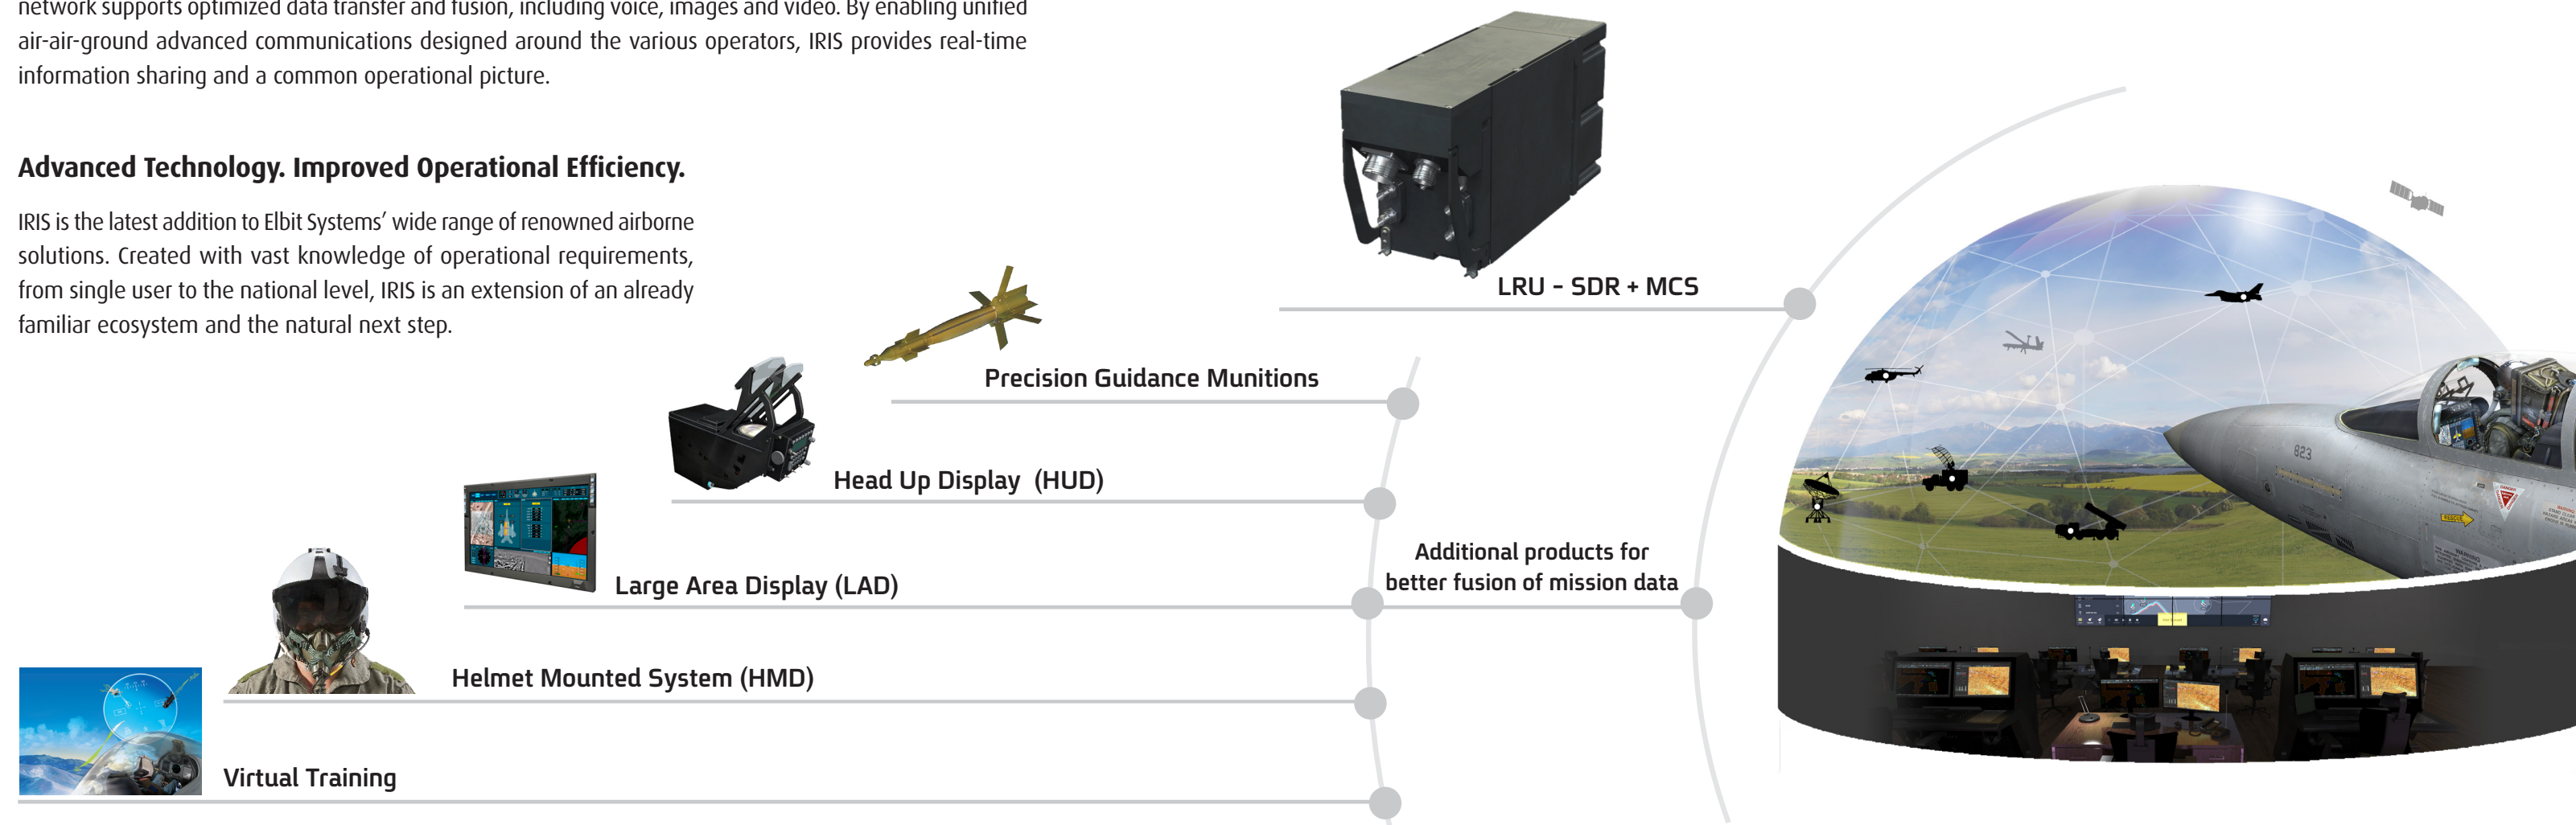 network supports optimized data transfer and fusion, including voice, images and video. By enabling unified
air-air-ground advanced communications designed around the various operators, IRIS provides real-time
information sharing and a common operational picture.
Advanced Technology. Improved Operational Efficiency.
IRIS is the latest addition to Elbit Systems’ wide range of renowned airborne
solutions. Created with vast knowledge of operational requirements,
from single user to the national level, IRIS is an extension of an already
familiar ecosystem and the natural next step.
LRU – SDR + MCS
Precision Guidance Munitions
Head Up Display (HUD)
Large Area Display (LAD)
Additional products for
better fusion of mission data
Helmet Mounted System (HMD)
Virtual Training
823
RESCUE
WARNING